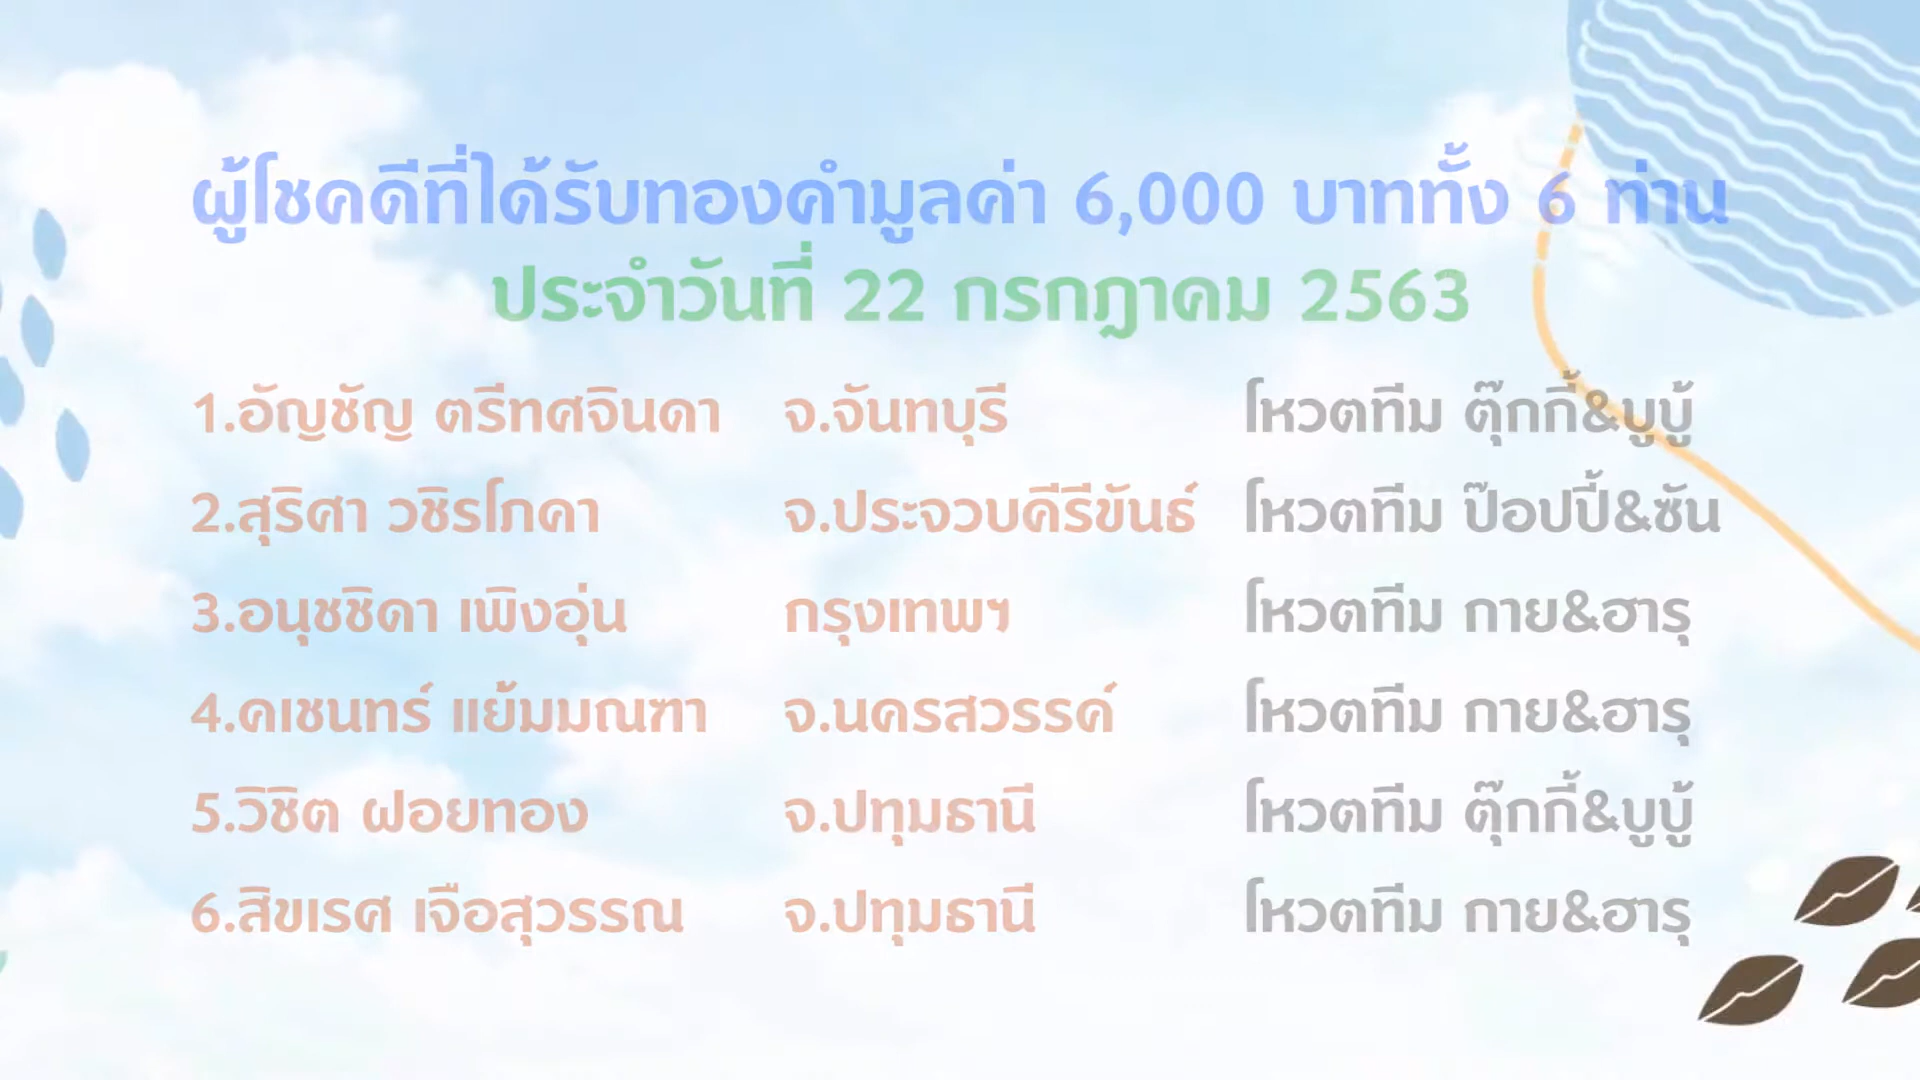 ผู้โชคดีที่ได้รับทองคำมูลค่า 6,000 บาททั้ง 6 ท่าน
ประจำวันที่ 22 กรกฎาคม 2563
1.อัญชัญ ตรีทศจินดา จ.จันทบุรี โหวตทีม ตุ๊กกี้&บูบู้
2.สุริศา วชิรโภคา จ.ประจวบคีรีขันธ์ โหวตทีม ป๊อปปี้&ซัน
3.อนุชชิดา เพิงอุ่น กรุงเทพฯ โหวตทีม กาย&ฮารุ
4.คเชนทร์ แย้มมณฑา จ.นครสวรรค์ โหวตทีม กาย&ฮารุ
5.วิชิต ฝอยทอง จ.ปทุมธานี โหวตทีม ตุ๊กกี้&บูบู้
6.สิขเรศ เจือสุวรรณ จ.ปทุมธานี โหวตทีม กาย&ฮารุ